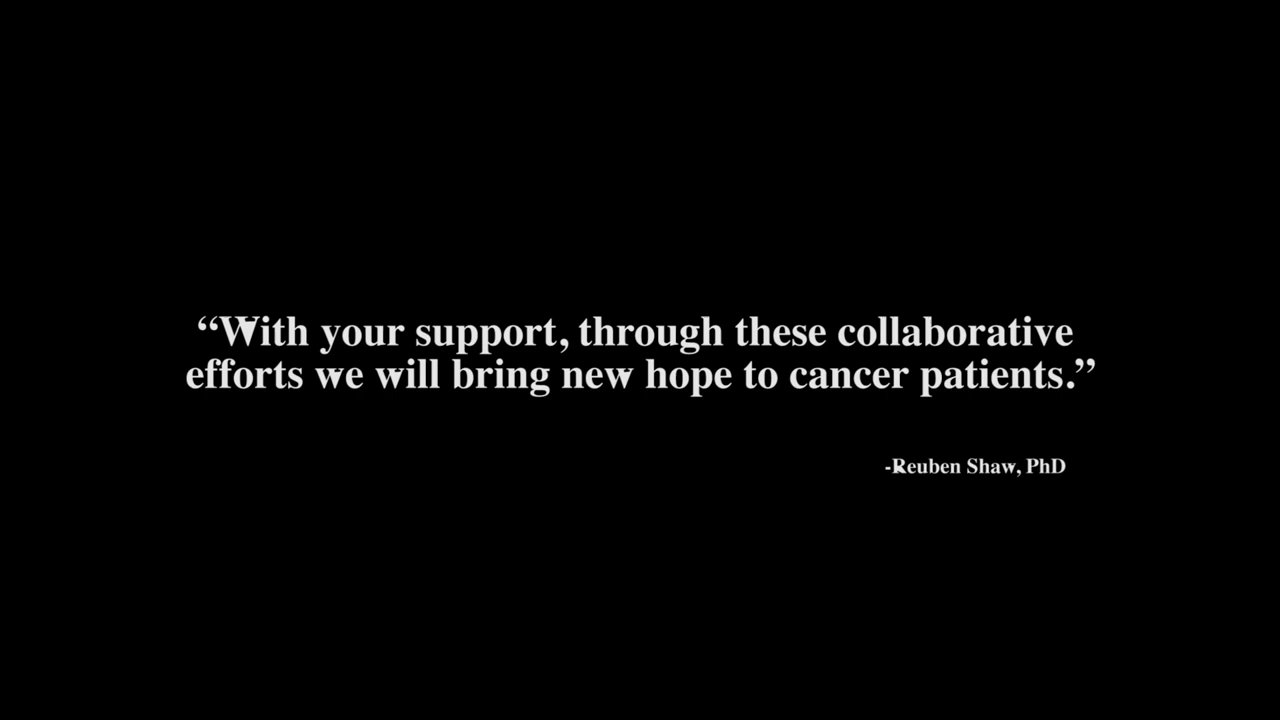 “With your support, through these collaborative
efforts we will bring new hope to cancer patients.”
-Reuben Shaw, PhD